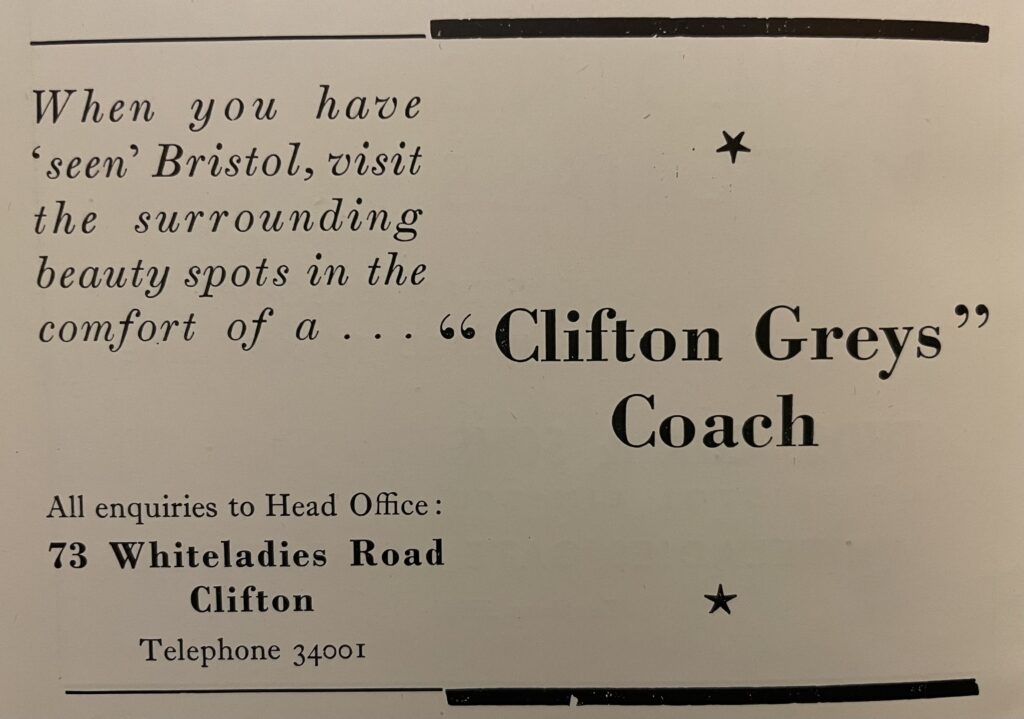 When you have
‘seen’ Bristol, visit
the surrounding
beauty spots in the
comfort of a . . . “Clifton Greys”
Coach
All enquiries to Head Office:
73 Whiteladies Road
Clifton
Telephone 34001